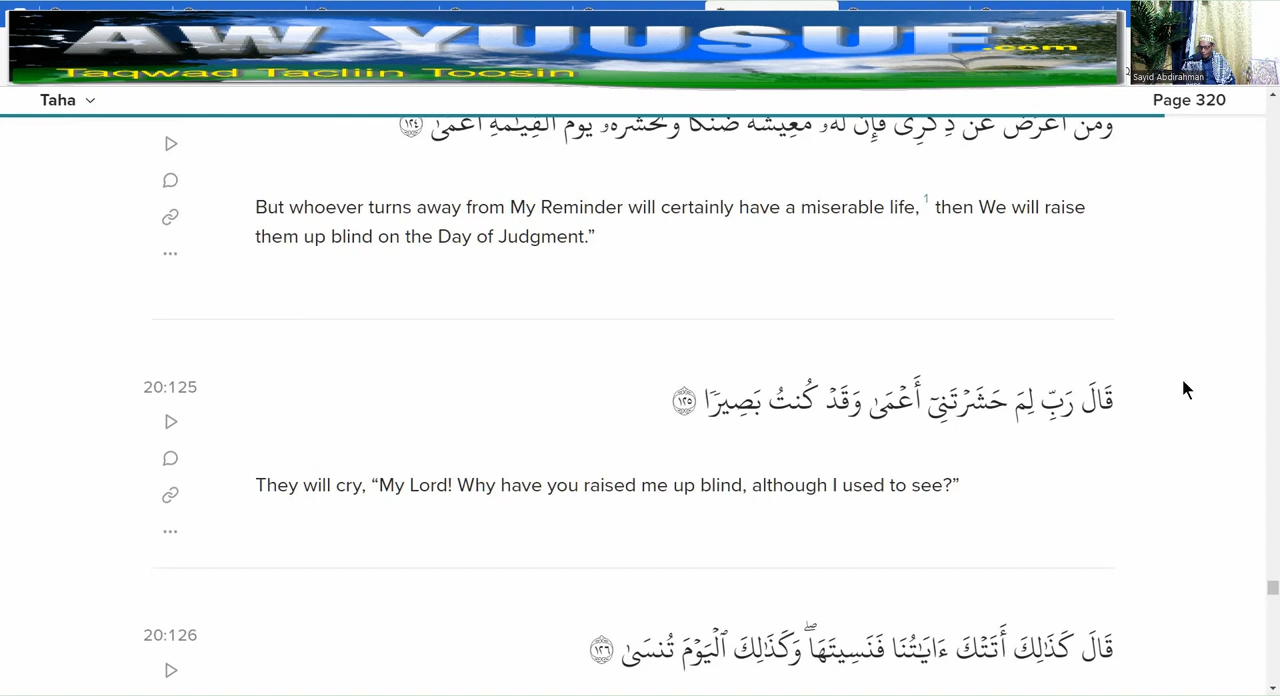 AW YUUSUF.com
Taqwad Tacliin Toosin
Sayid Abdirahman
Taha
Page 320
وَمَنْ أَعْرَضَ عَن ذِكْرِى فَإِنَّ لَهُۥ مَعِيشَةً ضَنكًا وَنَحْشُرُهُۥ يَوْمَ ٱلْقِيَـٰمَةِ أَعْمَىٰ ١٢٤
But whoever turns away from My Reminder will certainly have a miserable life, 1 then We will raise
them up blind on the Day of Judgment.”
20:125
قَالَ رَبِّ لِمَ حَشَرْتَنِىٓ أَعْمَىٰ وَقَدْ كُنتُ بَصِيرًا ١٢٥
They will cry, “My Lord! Why have you raised me up blind, although I used to see?”
20:126
قَالَ كَذَٰلِكَ أَتَتْكَ ءَايَـٰتُنَا فَنَسِيتَهَا ۖ وَكَذَٰلِكَ ٱلْيَوْمَ تُنسَىٰ ١٢٦